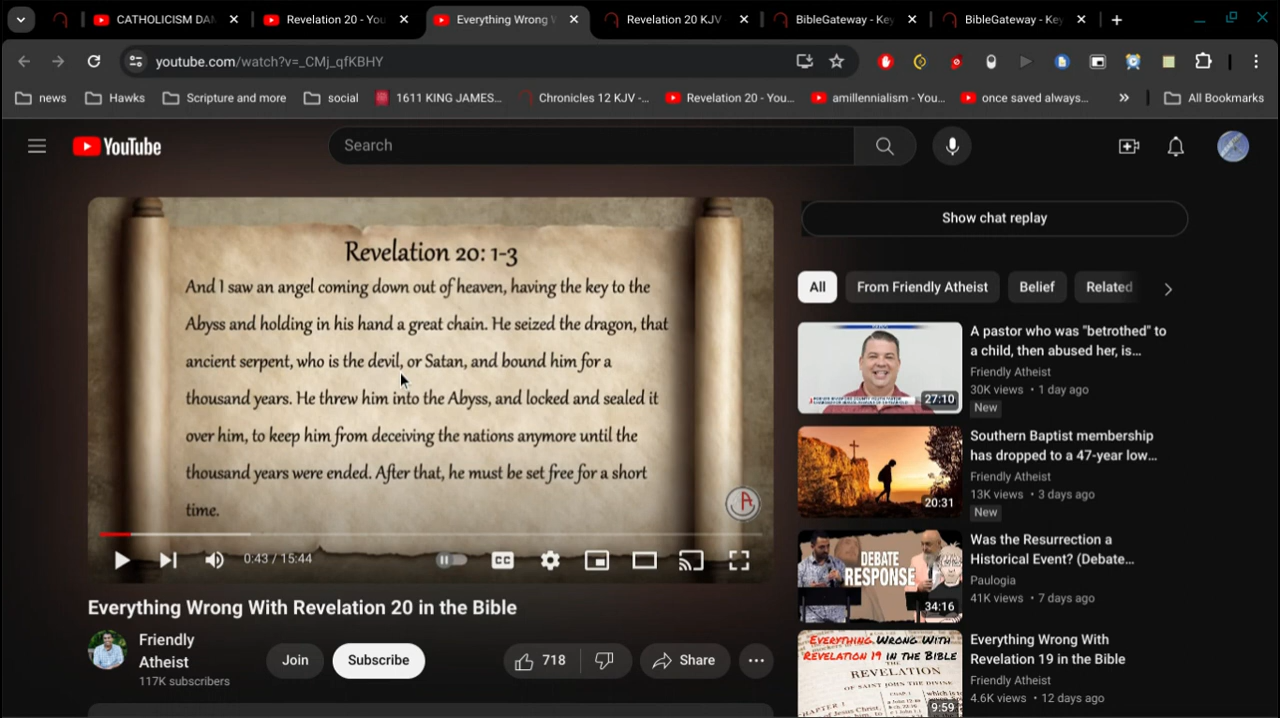 CATHOLICISM DAM
Revelation 20 - You
Everything Wrong W
Revelation 20 KJV
BibleGateway - Key
BibleGateway - Key
youtube.com/watch?v=_CMj_qfKBHY
news
Hawks
Scripture and more
social
1611 KING JAMES...
Chronicles 12 KJV -...
Revelation 20 - You...
amillennialism - You...
once saved always...
All Bookmarks
YouTube
Search
Show chat replay
Revelation 20: 1-3
And I saw an angel coming down out of heaven, having the key to the
Abyss and holding in his hand a great chain. He seized the dragon, that
ancient serpent, who is the devil, or Satan, and bound him for a
thousand years. He threw him into the Abyss, and locked and sealed it
over him, to keep him from deceiving the nations anymore until the
thousand years were ended. After that, he must be set free for a short
time.
0:43 / 15:44
CC
Everything Wrong With Revelation 20 in the Bible
Friendly
Atheist
117K subscribers
Join
Subscribe
718
Share
All
From Friendly Atheist
Belief
Related
27:10
A pastor who was "betrothed" to
a child, then abused her, is...
Friendly Atheist
30K views • 1 day ago
New
20:31
Southern Baptist membership
has dropped to a 47-year low...
Friendly Atheist
13K views • 3 days ago
New
DEBATE
RESPONSE
34:16
Was the Resurrection a
Historical Event? (Debate...
Paulogia
41K views • 7 days ago
EVERYTHING WRONG WITH
REVELATION 19 IN THE BIBLE
THE
REVELATION
OF SAINT JOHN THE DIVINE
9:59
Everything Wrong With
Revelation 19 in the Bible
Friendly Atheist
4.6K views • 12 days ago